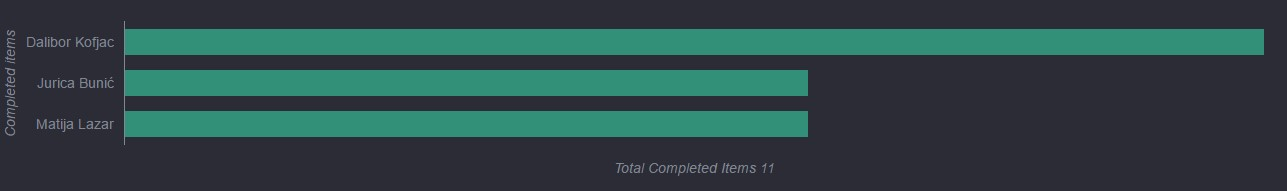 Completed items
Dalibor Kofjac
Jurica Bunić
Matija Lazar
Total Completed Items 11